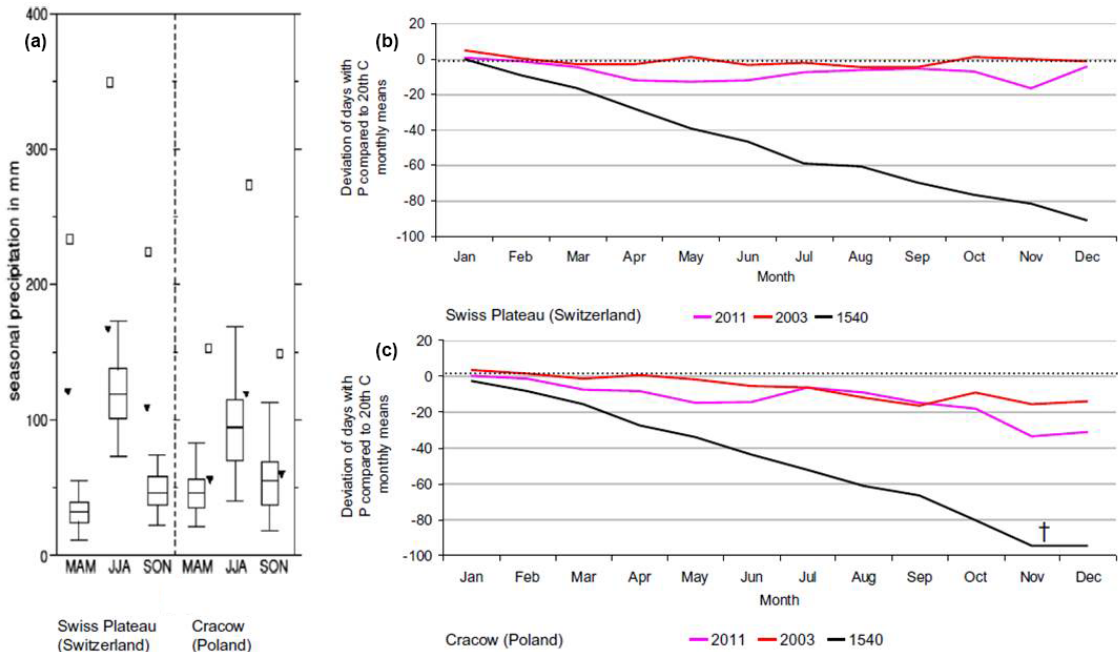 (a)
seasonal precipitation in mm
400
300
200
100
0
MAM JJA SON MAM JJA SON
Swiss Plateau
(Switzerland)
Cracow
(Poland)
(b)
Deviation of days with
P compared to 20th C
monthly means
20
0
-20
-40
-60
-80
-100
Jan Feb Mar Apr May Jun Jul Aug Sep Oct Nov Dec
Month
Swiss Plateau (Switzerland) 2011 2003 1540
(c)
Deviation of days with
P compared to 20th C
monthly means
20
0
-20
-40
-60
-80
-100
†
Jan Feb Mar Apr May Jun Jul Aug Sep Oct Nov Dec
Month
Cracow (Poland) 2011 2003 1540